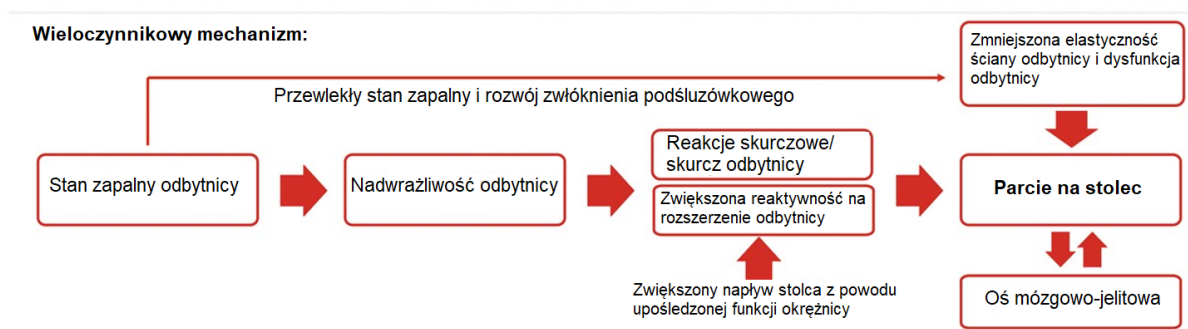 Wieloczynnikowy mechanizm:
Zmniejszona elastyczność
ściany odbytnicy i dysfunkcja
odbytnicy
Przewlekły stan zapalny i rozwój zwłóknienia podśluzówkowego
Stan zapalny odbytnicy
Nadwrażliwość odbytnicy
Reakcje skurczowe/
skurcz odbytnicy
Zwiększona reaktywność na
rozszerzenie odbytnicy
Parcie na stolec
Zwiększony napływ stolca z powodu
upośledzonej funkcji okrężnicy
Oś mózgowo-jelitowa